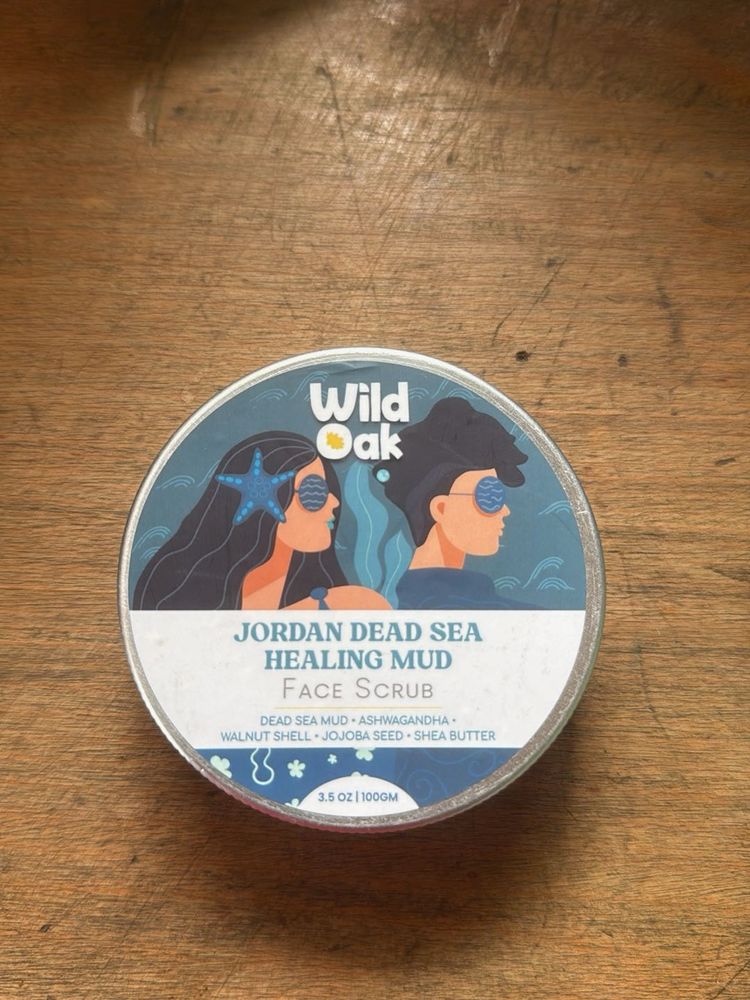 Wild
Oak
JORDAN DEAD SEA
HEALING MUD
FACE SCRUB
DEAD SEA MUD • ASHWAGANDHA •
WALNUT SHELL • JOJOBA SEED • SHEA BUTTER
3.5 OZ | 100GM